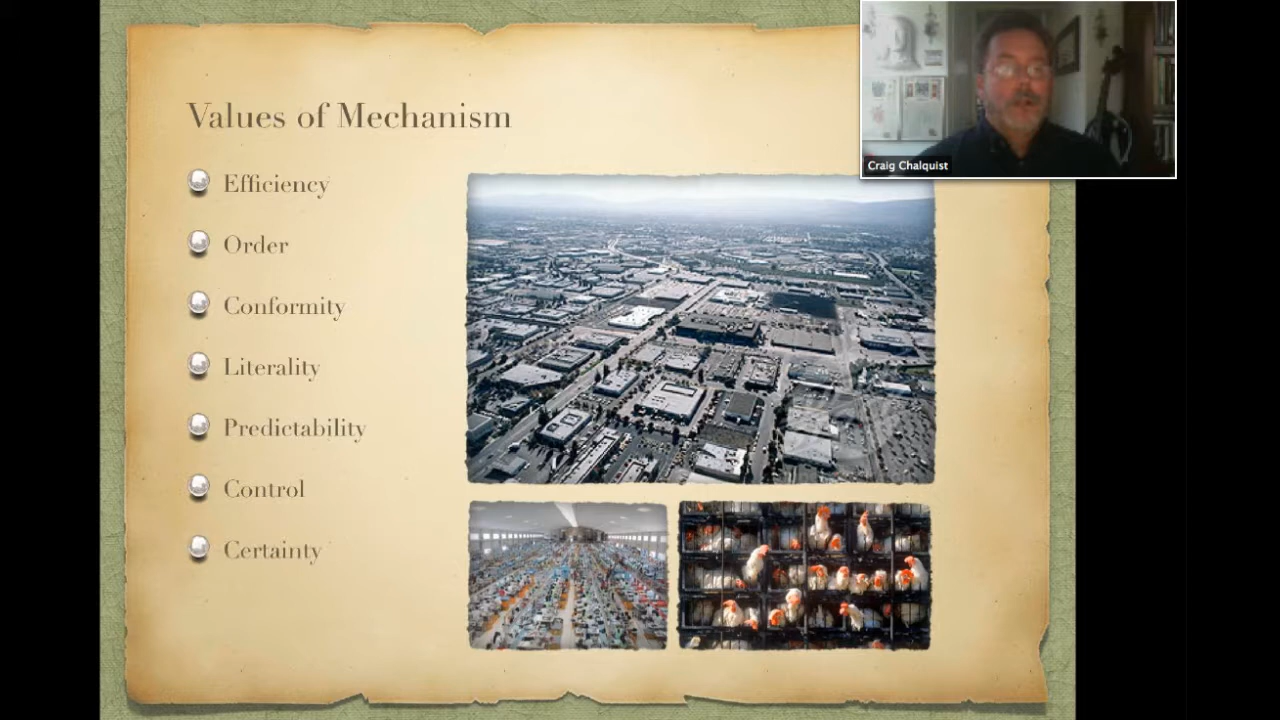 Values of Mechanism
Efficiency
Order
Conformity
Literality
Predictability
Control
Certainty
Craig Chalquist